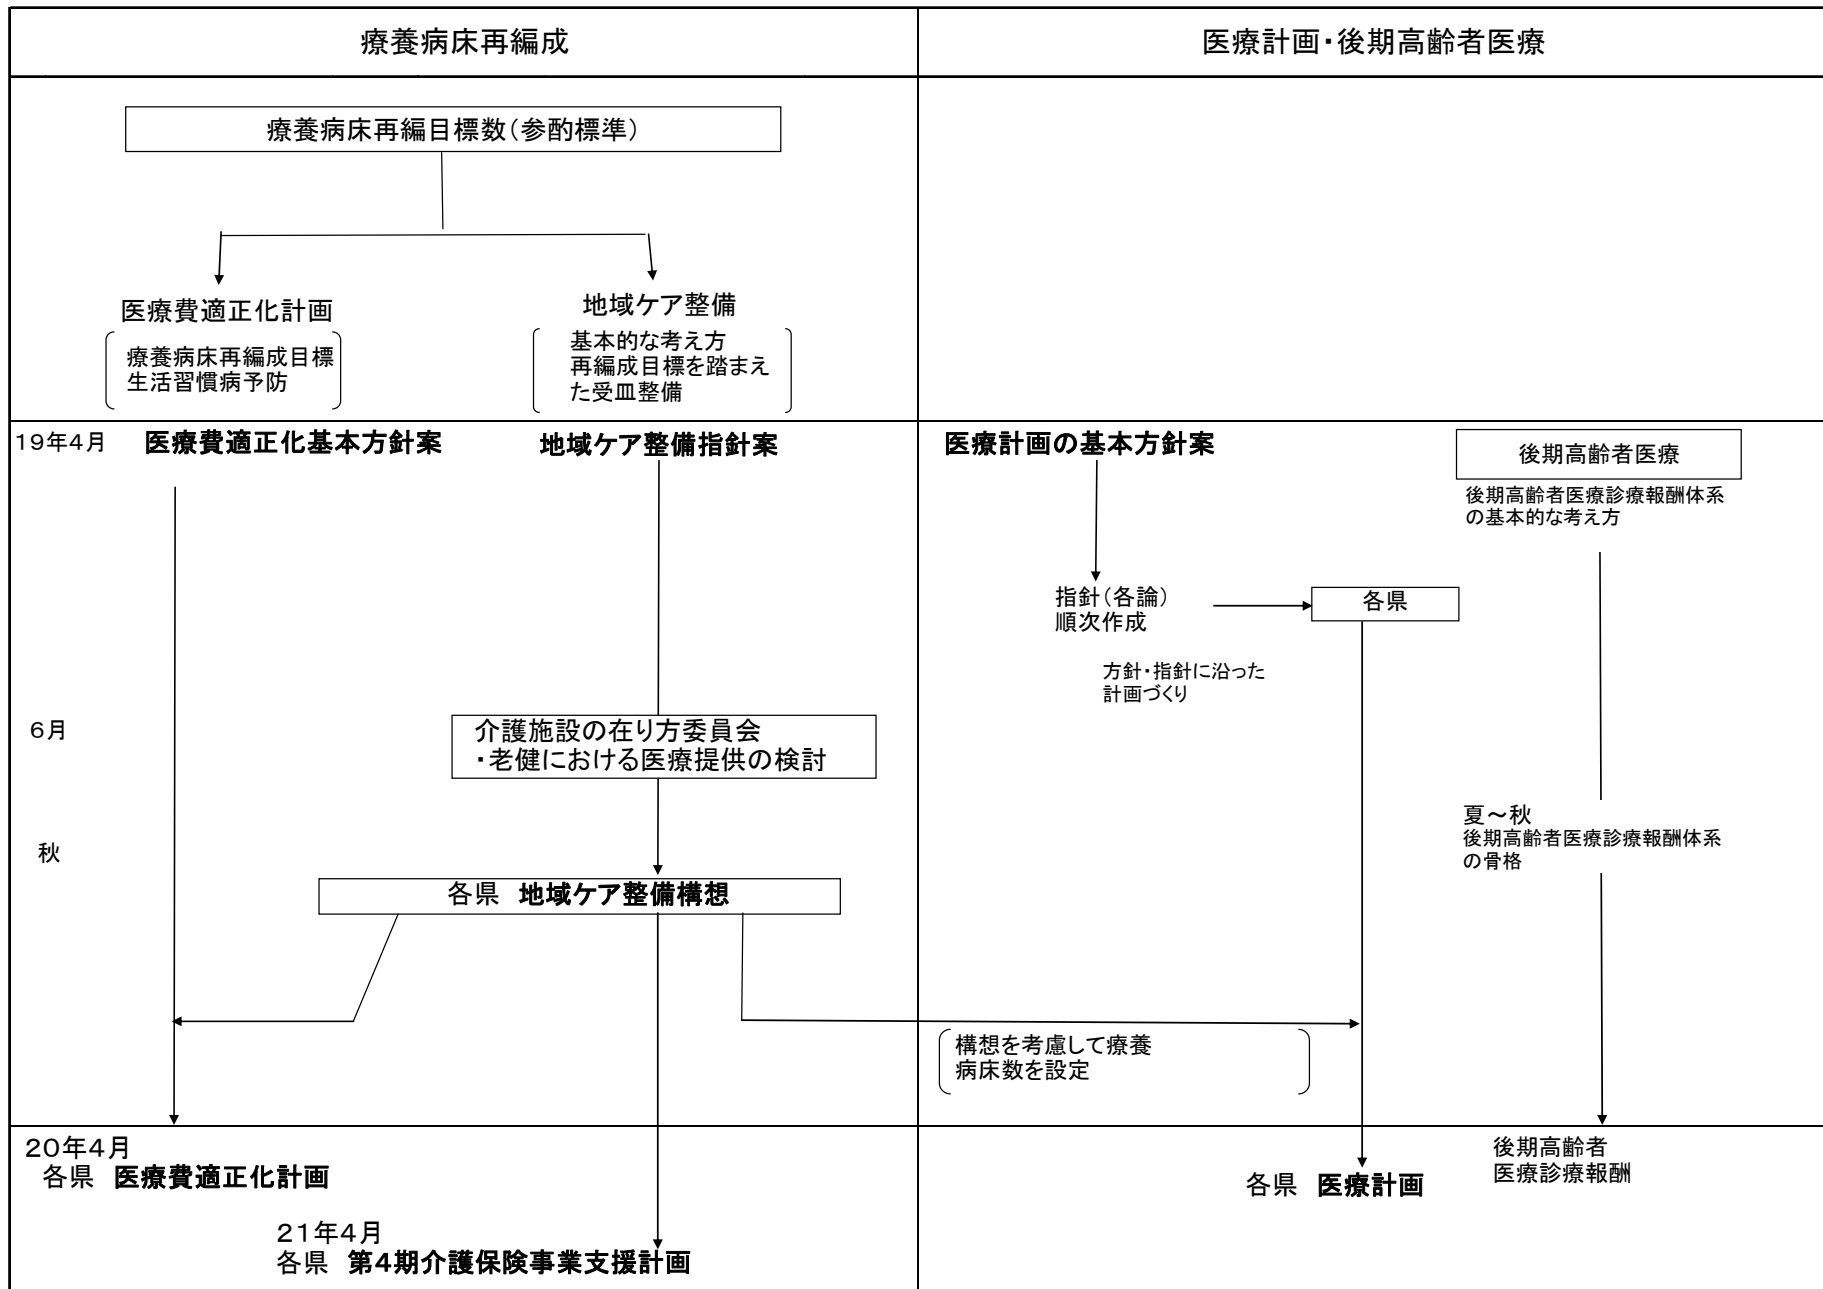 療養病床再編成
医療計画・後期高齢者医療
療養病床再編目標数(参酌標準)
医療費適正化計画
療養病床再編成目標
生活習慣病予防
地域ケア整備
基本的な考え方
再編成目標を踏まえ
た受皿整備
19年4月
医療費適正化基本方針案
地域ケア整備指針案
医療計画の基本方針案
後期高齢者医療
後期高齢者医療診療報酬体系
の基本的な考え方
指針(各論)
順次作成
各県
方針・指針に沿った
計画づくり
6月
介護施設の在り方委員会
・老健における医療提供の検討
夏～秋
後期高齢者医療診療報酬体系
の骨格
秋
各県 地域ケア整備構想
構想を考慮して療養
病床数を設定
20年4月
各県 医療費適正化計画
21年4月
各県 第4期介護保険事業支援計画
各県 医療計画
後期高齢者
医療診療報酬